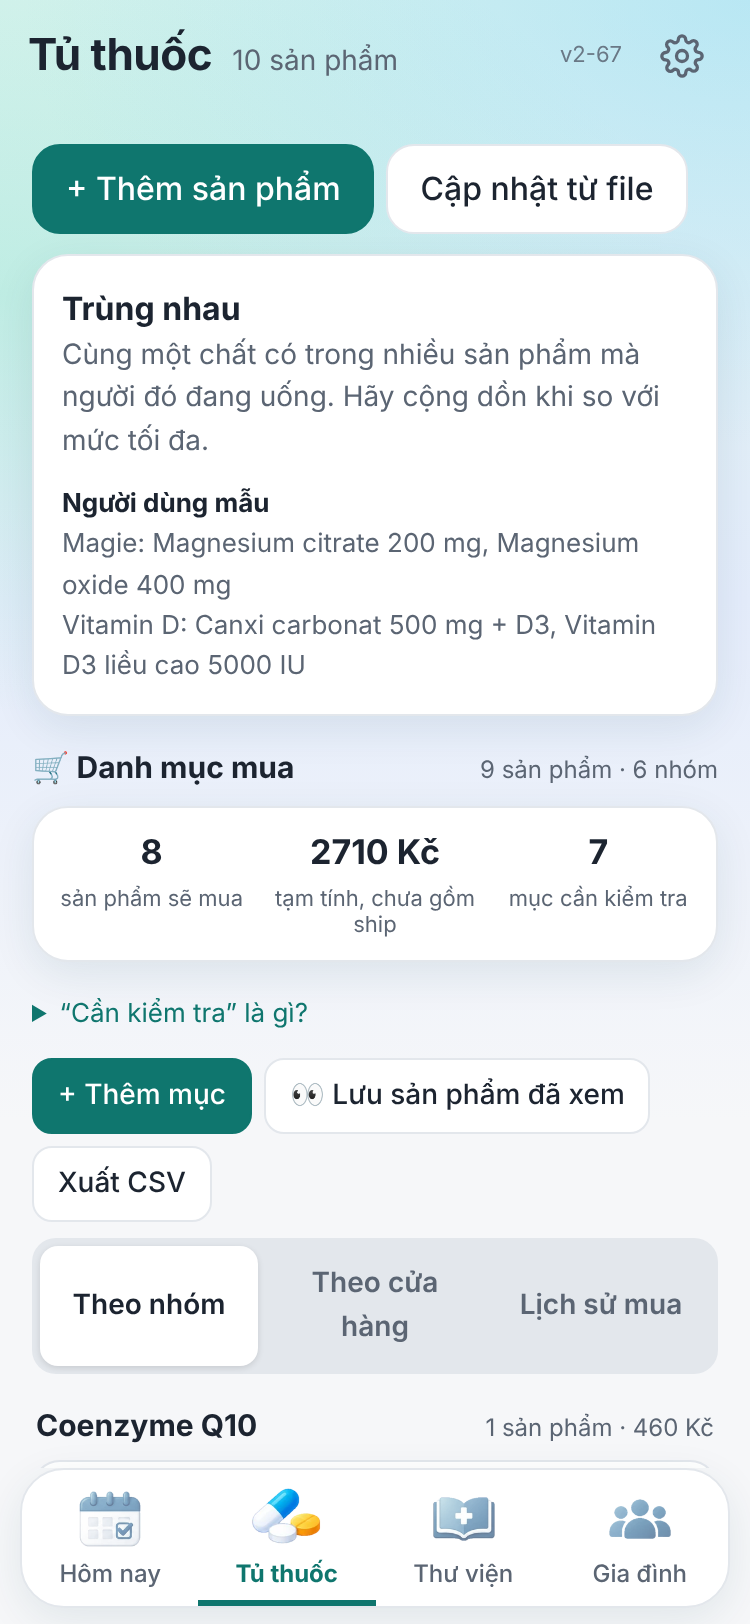 Tủ thuốc 10 sản phẩm v2-67
+ Thêm sản phẩm Cập nhật từ file
Trùng nhau
Cùng một chất có trong nhiều sản phẩm mà
người đó đang uống. Hãy cộng dồn khi so với
mức tối đa.
Người dùng mẫu
Magie: Magnesium citrate 200 mg, Magnesium
oxide 400 mg
Vitamin D: Canxi carbonat 500 mg + D3, Vitamin
D3 liều cao 5000 IU
Danh mục mua 9 sản phẩm · 6 nhóm
8 2710 Kč 7
sản phẩm sẽ mua tạm tính, chưa gồm mục cần kiểm tra
ship
“Cần kiểm tra” là gì?
+ Thêm mục 👀 Lưu sản phẩm đã xem
Xuất CSV
Theo nhóm Theo cửa Lịch sử mua
hàng
Coenzyme Q10 1 sản phẩm · 460 Kč
Hôm nay Tủ thuốc Thư viện Gia đình